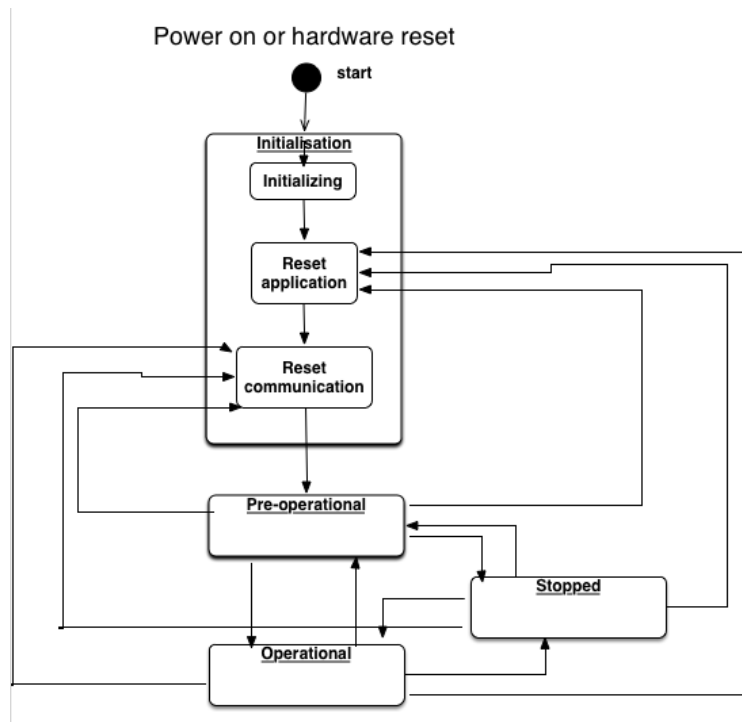 Power on or hardware reset
start
Initialisation
Initializing
Reset
application
Reset
communication
Pre-operational
Stopped
Operational